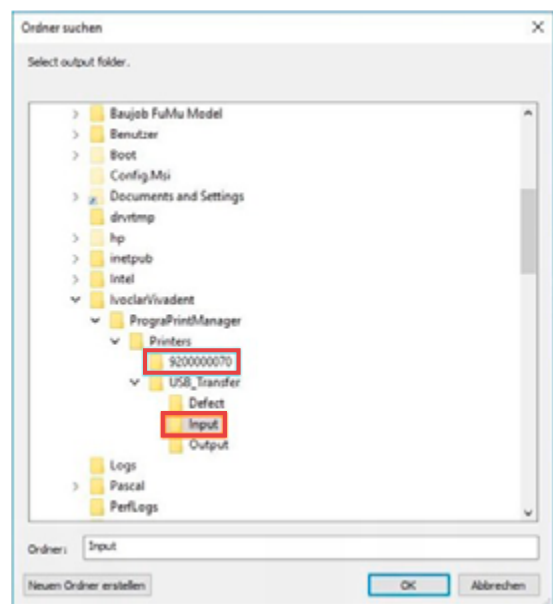 Ordner suchen
Select output folder.
Baujob FuMu Model
Benutzer
Boot
Config.Msi
Documents and Settings
drvrtmp
hp
inetpub
Intel
IvoclarVivadent
PrograPrintManager
Printers
9200000070
USB_Transfer
Defect
Input
Output
Logs
Pascal
PerfLogs
Ordner: Input
Neuen Ordner erstellen OK Abbrechen